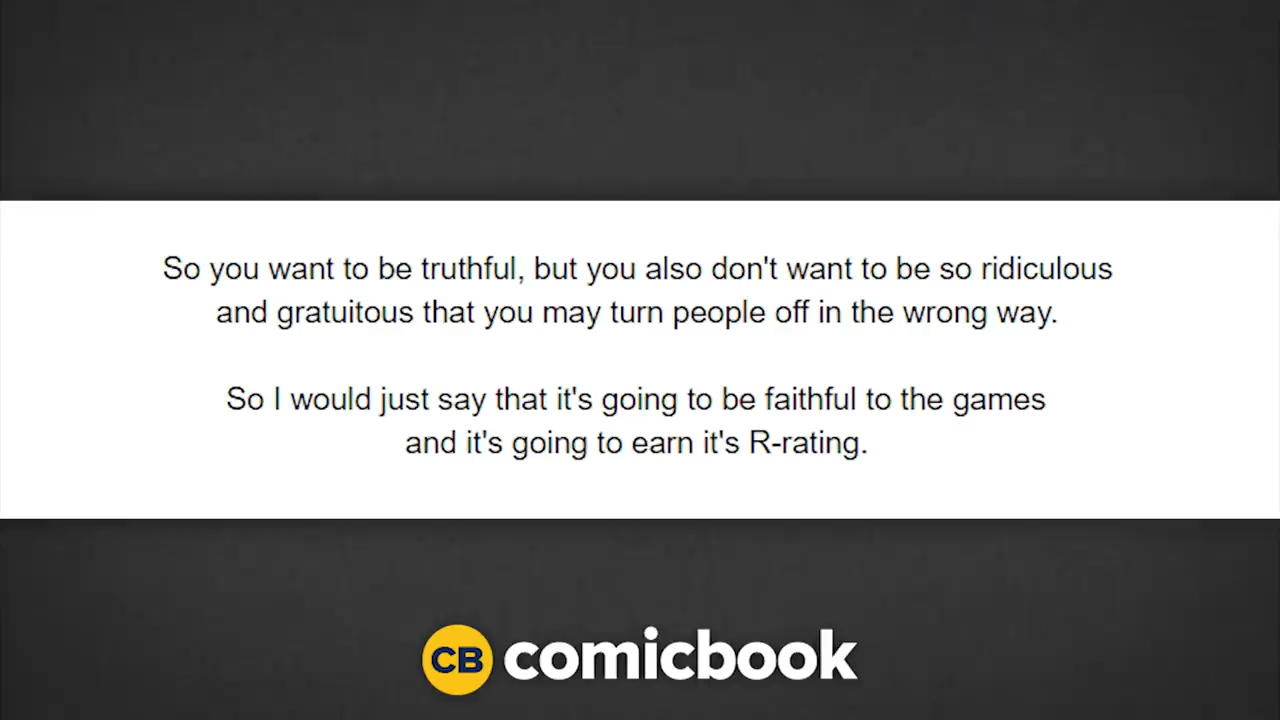 So you want to be truthful, but you also don't want to be so ridiculous
and gratuitous that you may turn people off in the wrong way.
So I would just say that it's going to be faithful to the games
and it's going to earn it's R-rating.
CB comicbook